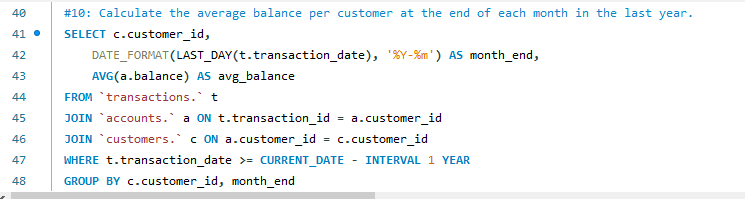 40 #10: Calculate the average balance per customer at the end of each month in the last year.
41 SELECT c.customer_id,
42 DATE_FORMAT(LAST_DAY(t.transaction_date), '%Y-%m') AS month_end,
43 AVG(a.balance) AS avg_balance
44 FROM `transactions.` t
45 JOIN `accounts.` a ON t.transaction_id = a.customer_id
46 JOIN `customers.` c ON a.customer_id = c.customer_id
47 WHERE t.transaction_date >= CURRENT_DATE - INTERVAL 1 YEAR
48 GROUP BY c.customer_id, month_end